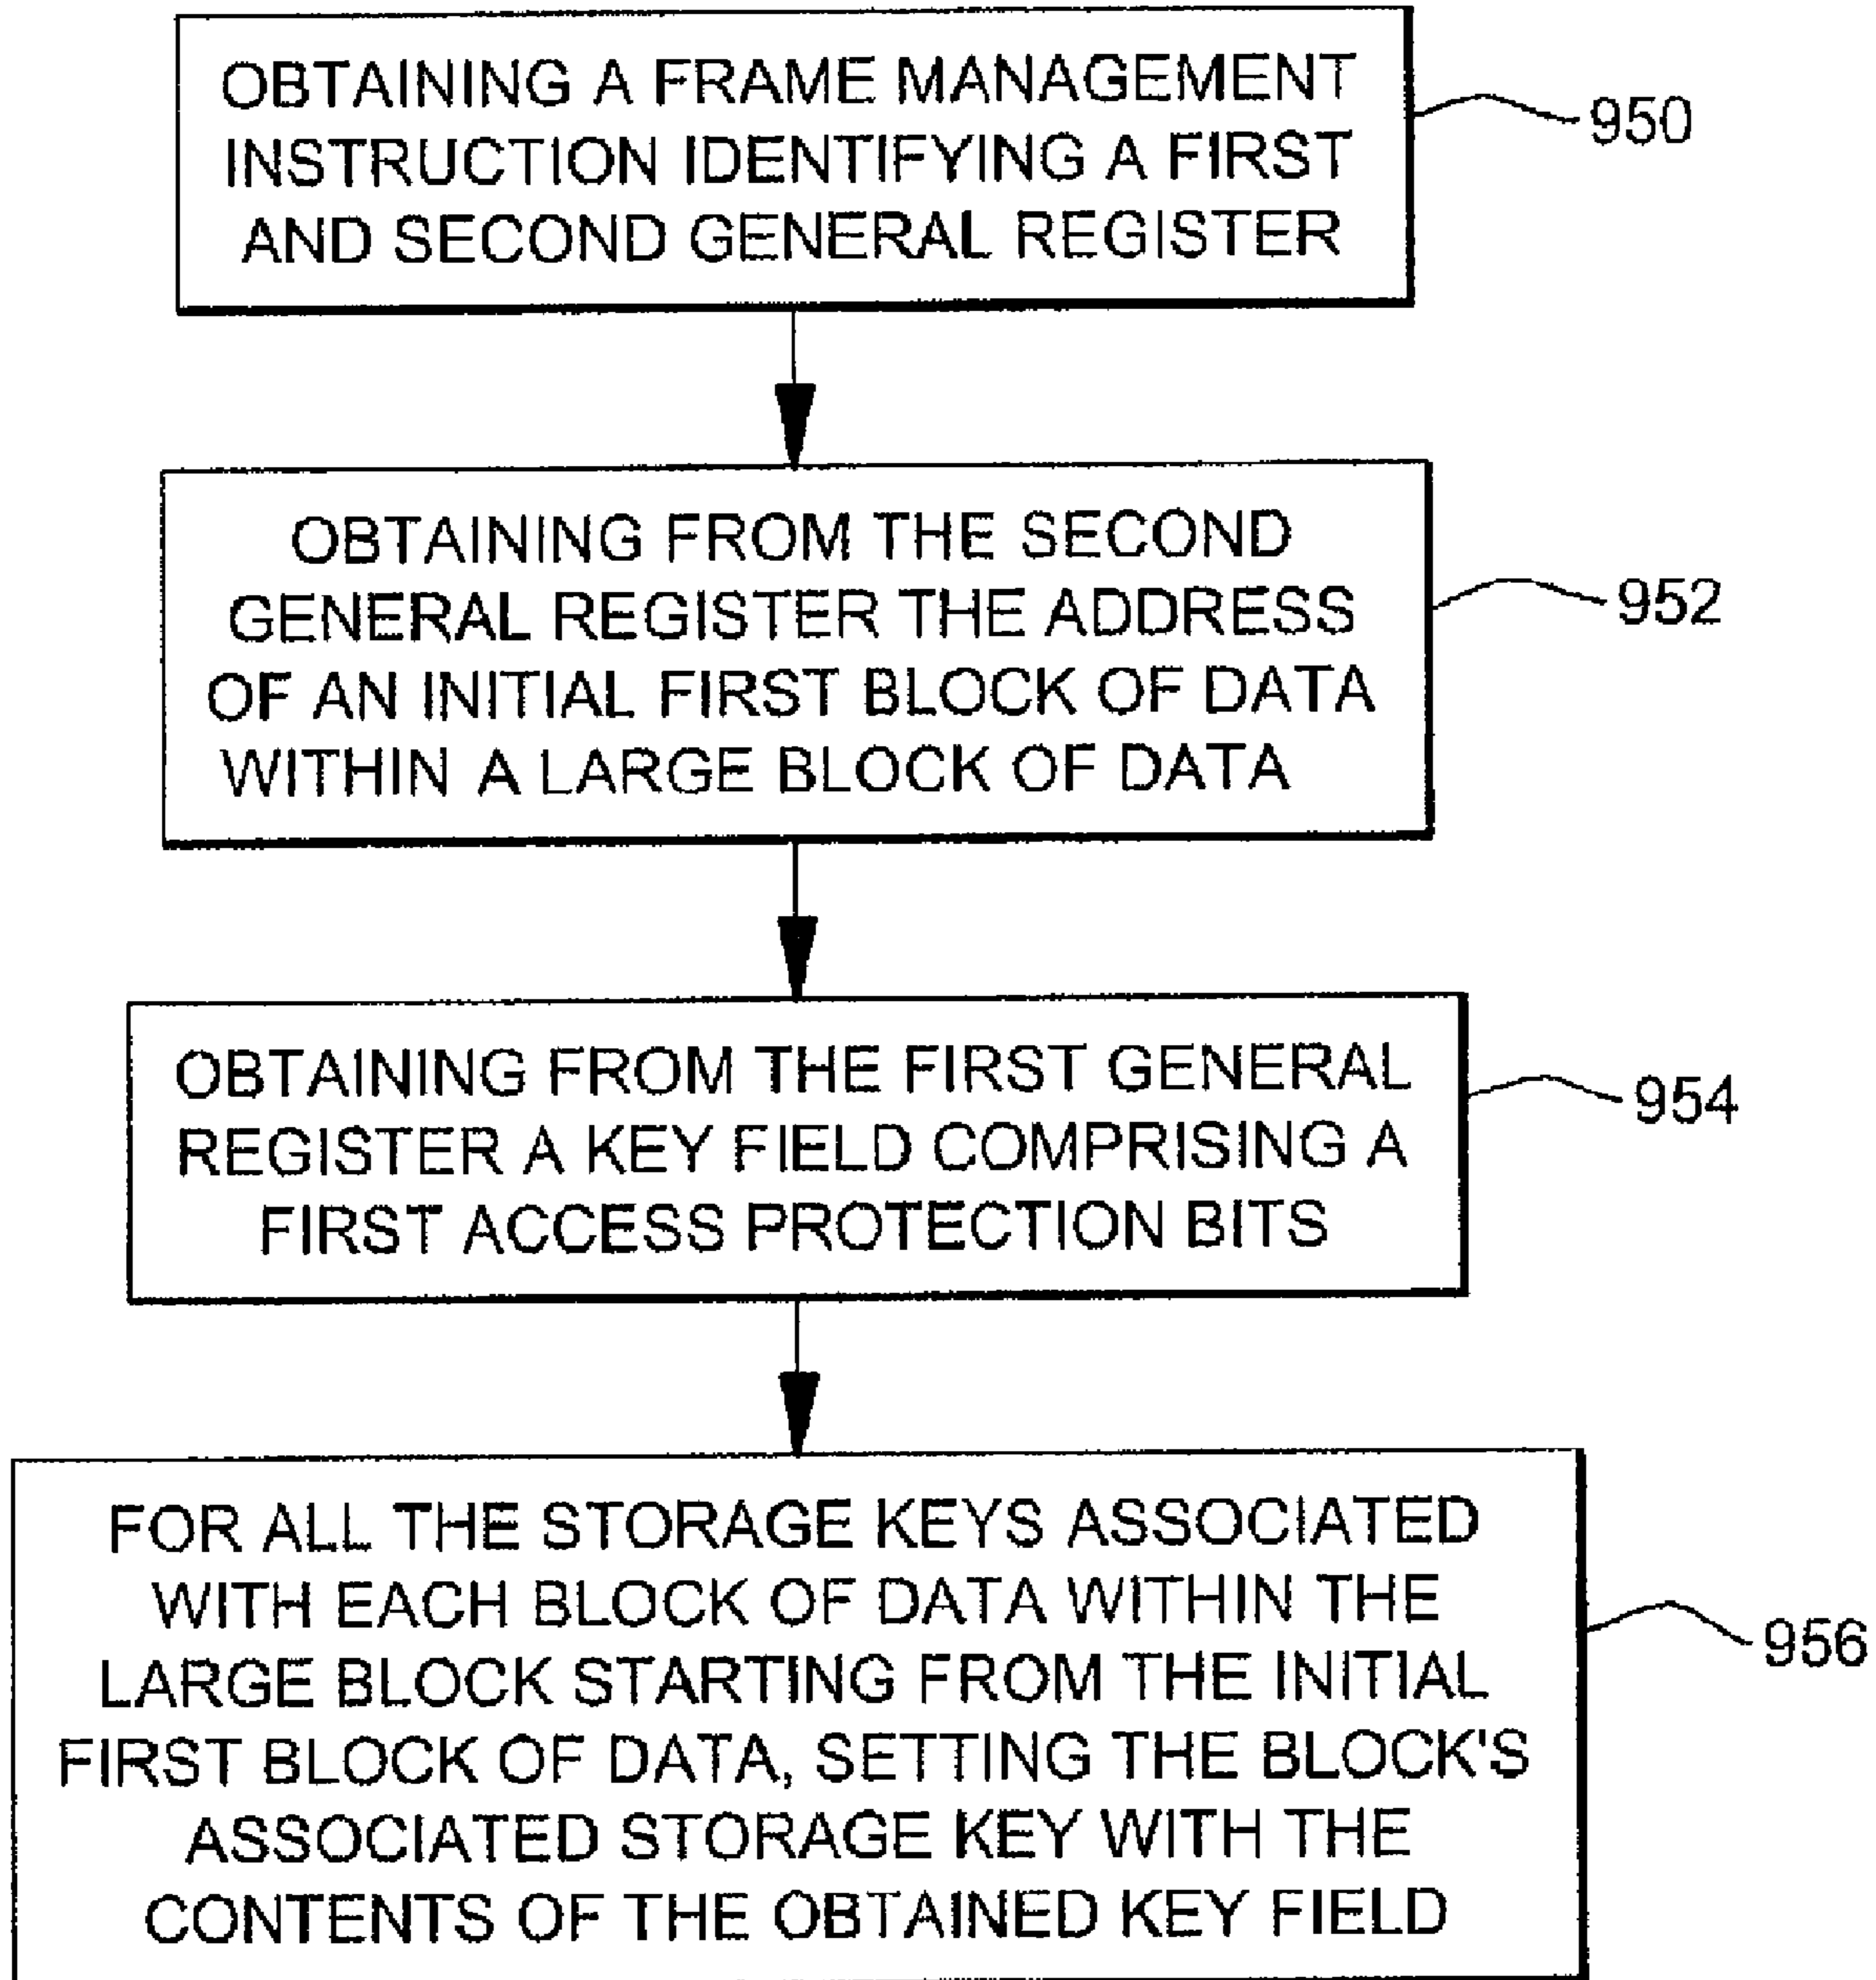 OBTAINING A FRAME MANAGEMENT
INSTRUCTION IDENTIFYING A FIRST
AND SECOND GENERAL REGISTER
950
OBTAINING FROM THE SECOND
GENERAL REGISTER THE ADDRESS
OF AN INITIAL FIRST BLOCK OF DATA
WITHIN A LARGE BLOCK OF DATA
952
OBTAINING FROM THE FIRST GENERAL
REGISTER A KEY FIELD COMPRISING A
FIRST ACCESS PROTECTION BITS
954
FOR ALL THE STORAGE KEYS ASSOCIATED
WITH EACH BLOCK OF DATA WITHIN THE
LARGE BLOCK STARTING FROM THE INITIAL
FIRST BLOCK OF DATA, SETTING THE BLOCK'S
ASSOCIATED STORAGE KEY WITH THE
CONTENTS OF THE OBTAINED KEY FIELD
956